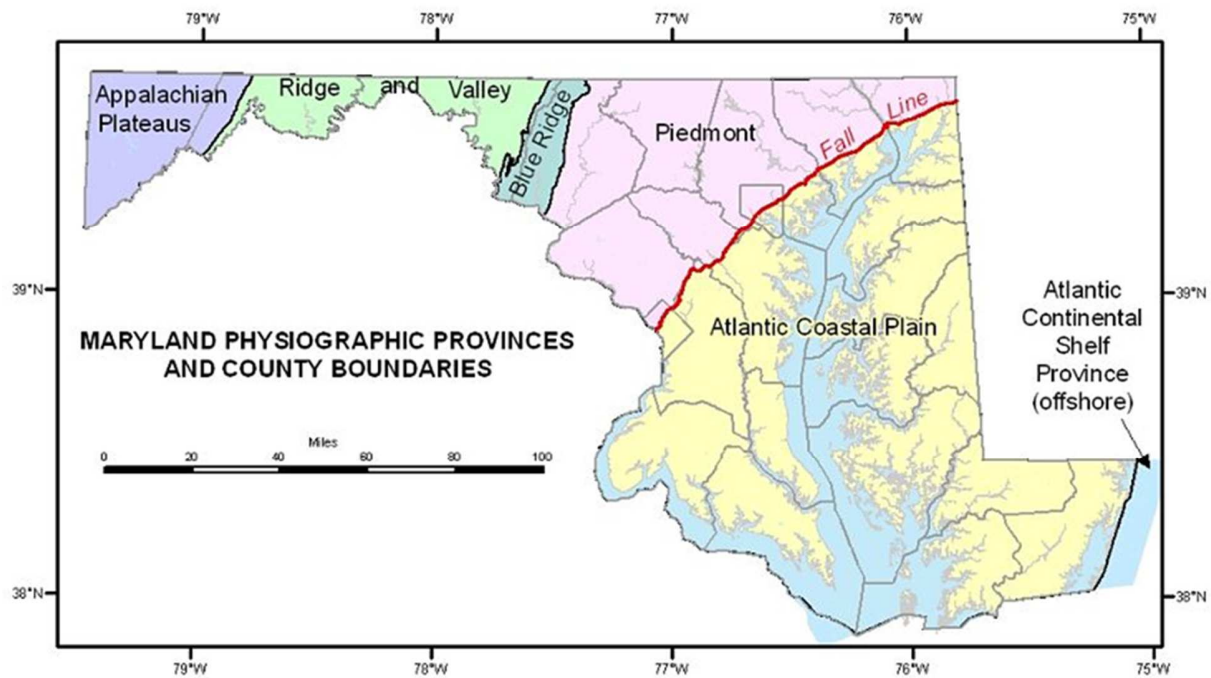 79°W 78°W 77°W 76°W 75°W
Appalachian
Plateaus
Ridge and Valley
Blue Ridge
Piedmont
Fall Line
39°N 39°N
Atlantic
Continental
Shelf
Province
(offshore)
Atlantic Coastal Plain
MARYLAND PHYSIOGRAPHIC PROVINCES
AND COUNTY BOUNDARIES
Miles
0 20 40 60 80 100
38°N 38°N
79°W 78°W 77°W 76°W 75°W